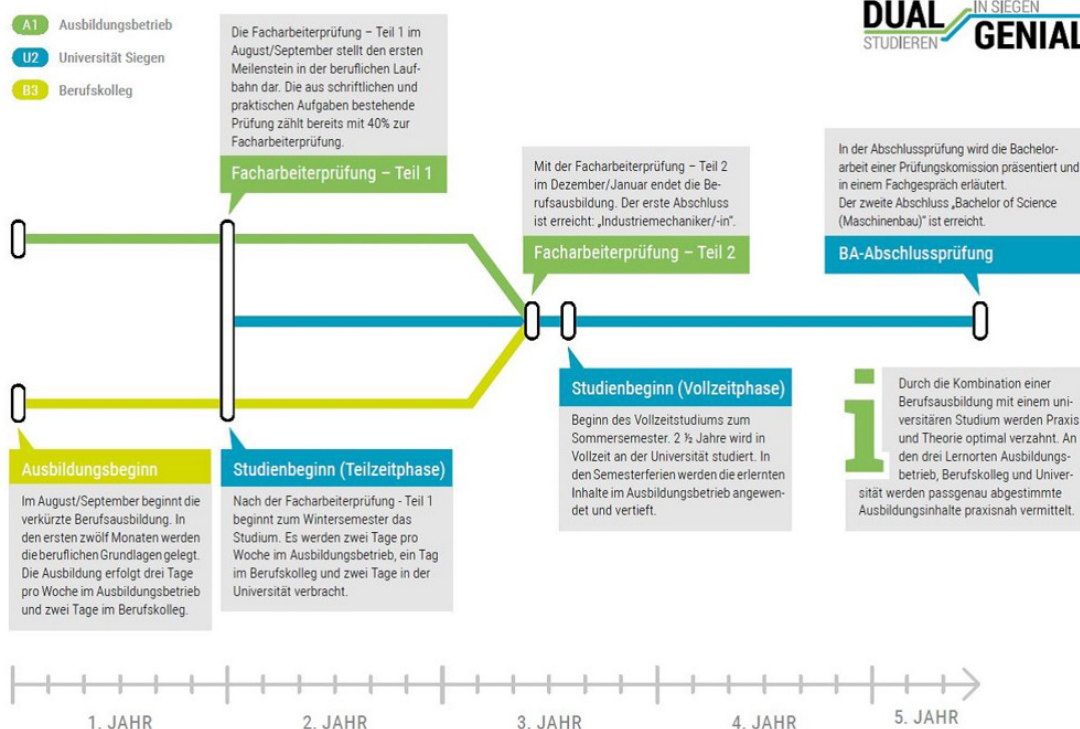 A1 Ausbildungsbetrieb
U2 Universität Siegen
B3 Berufskolleg
DUAL IN SIEGEN
STUDIEREN GENIAL
Die Facharbeiterprüfung – Teil 1 im
August/September stellt den ersten
Meilenstein in der beruflichen Lauf-
bahn dar. Die aus schriftlichen und
praktischen Aufgaben bestehende
Prüfung zählt bereits mit 40% zur
Facharbeiterprüfung.
Facharbeiterprüfung – Teil 1
Mit der Facharbeiterprüfung – Teil 2
im Dezember/Januar endet die Be-
rufsausbildung. Der erste Abschluss
ist erreicht: „Industriemechaniker/-in“.
Facharbeiterprüfung – Teil 2
In der Abschlussprüfung wird die Bachelor-
arbeit einer Prüfungskomission präsentiert und
in einem Fachgespräch erläutert.
Der zweite Abschluss „Bachelor of Science
(Maschinenbau)“ ist erreicht.
BA-Abschlussprüfung
Ausbildungsbeginn
Im August/September beginnt die
verkürzte Berufsausbildung. In
den ersten zwölf Monaten werden
die beruflichen Grundlagen gelegt.
Die Ausbildung erfolgt drei Tage
pro Woche im Ausbildungsbetrieb
und zwei Tage im Berufskolleg.
Studienbeginn (Teilzeitphase)
Nach der Facharbeiterprüfung - Teil 1
beginnt zum Wintersemester das
Studium. Es werden zwei Tage pro
Woche im Ausbildungsbetrieb, ein Tag
im Berufskolleg und zwei Tage in der
Universität verbracht.
Studienbeginn (Vollzeitphase)
Beginn des Vollzeitstudiums zum
Sommersemester. 2 ½ Jahre wird in
Vollzeit an der Universität studiert. In
den Semesterferien werden die erlernten
Inhalte im Ausbildungsbetrieb angewen-
det und vertieft.
i
Durch die Kombination einer
Berufsausbildung mit einem uni-
versitären Studium werden Praxis
und Theorie optimal verzahnt. An
den drei Lernorten Ausbildungs-
betrieb, Berufskolleg und Univer-
sität werden passgenau abgestimmte
Ausbildungsinhalte praxisnah vermittelt.
1. JAHR
2. JAHR
3. JAHR
4. JAHR
5. JAHR